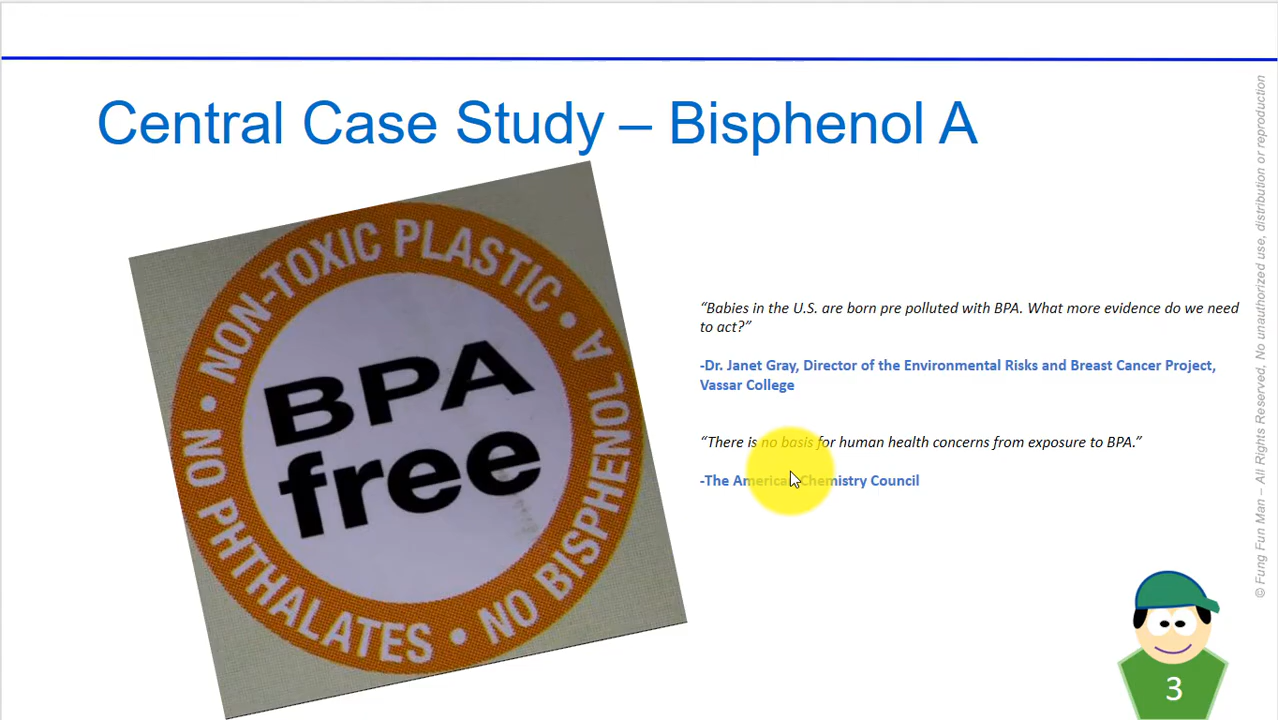 Central Case Study – Bisphenol A
NON-TOXIC PLASTIC • NO BISPHENOL A • NO PHTHALATES •
BPA
free
“Babies in the U.S. are born pre polluted with BPA. What more evidence do we need
to act?”
-Dr. Janet Gray, Director of the Environmental Risks and Breast Cancer Project,
Vassar College
“There is no basis for human health concerns from exposure to BPA.”
-The American Chemistry Council
© Fung Fun Man – All Rights Reserved, No unauthorized use, distribution or reproduction
3